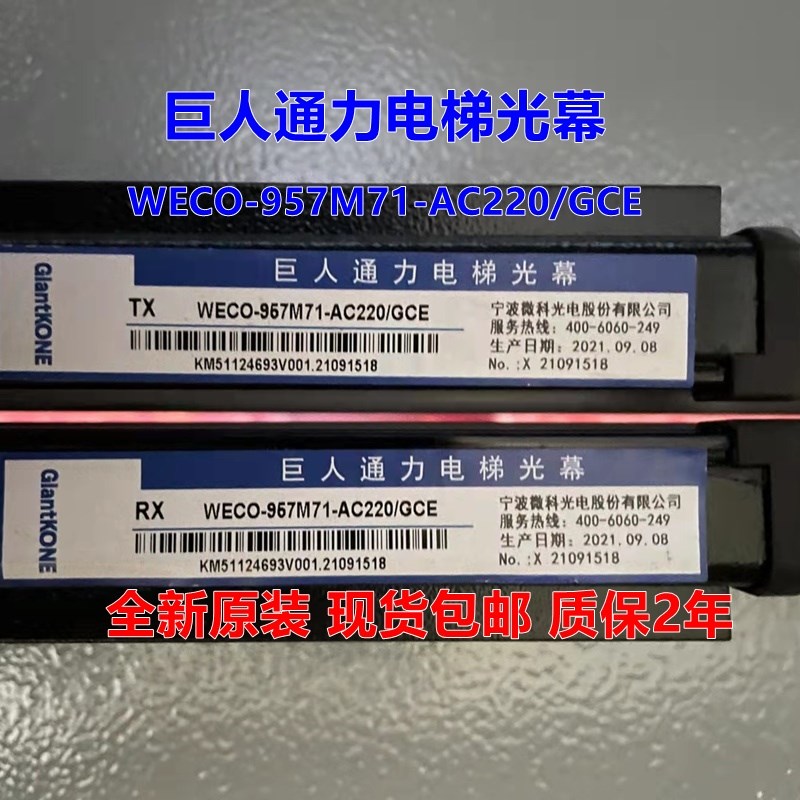 巨人通力电梯光幕
WECO-957M71-AC220/GCE
GiantKONE
巨人通力电梯光幕
TX WECO-957M71-AC220/GCE
KM51124693V001.21091518
宁波微科光电股份有限公司
服务热线: 400-6060-249
生产日期: 2021.09.08
No.:X 21091518
GiantKONE
巨人通力电梯光幕
RX WECO-957M71-AC220/GCE
KM51124693V001.21091518
宁波微科光电股份有限公司
服务热线: 400-6060-249
生产日期: 2021.09.08
No.:X 21091518
全新原装 现货包邮 质保2年